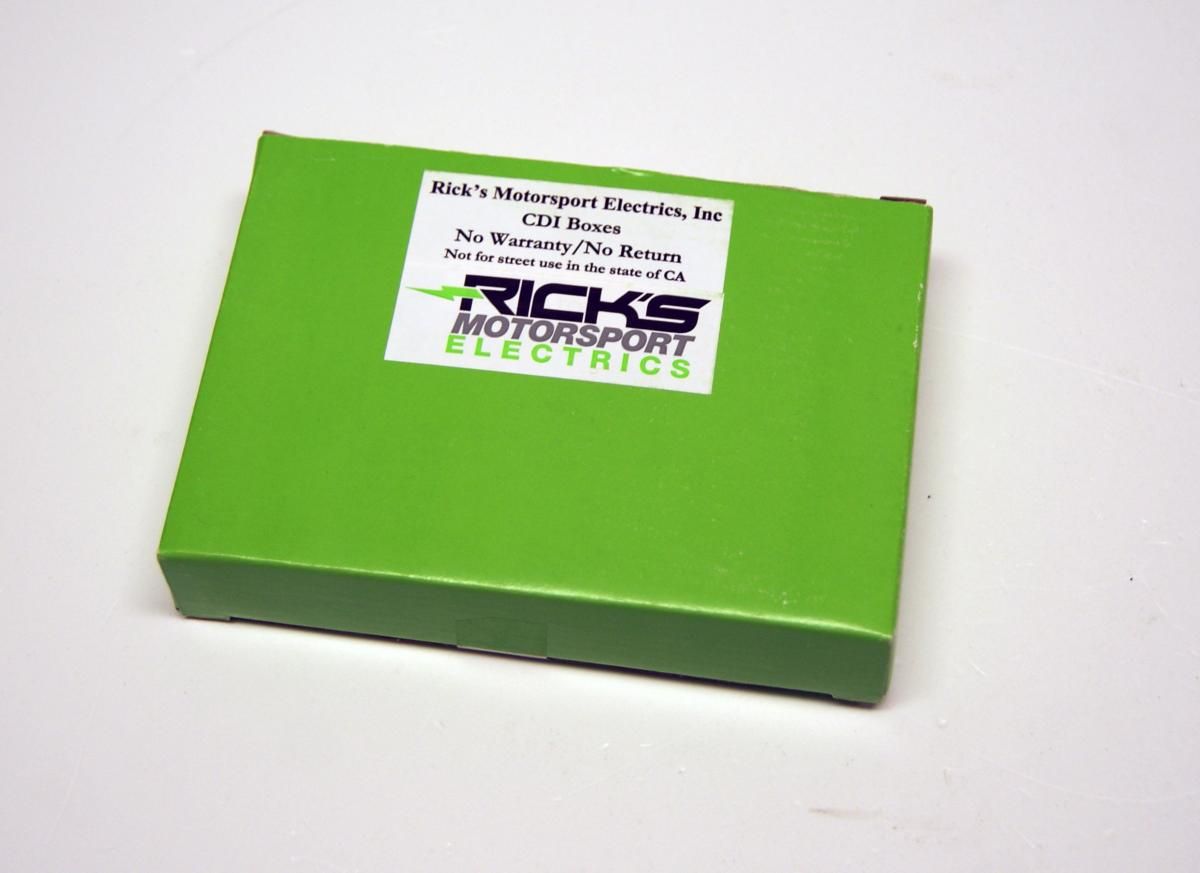 Rick's Motorsport Electrics, Inc
CDI Boxes
No Warranty/No Return
Not for street use in the state of CA
RICK'S
MOTORSPORT
ELECTRICS